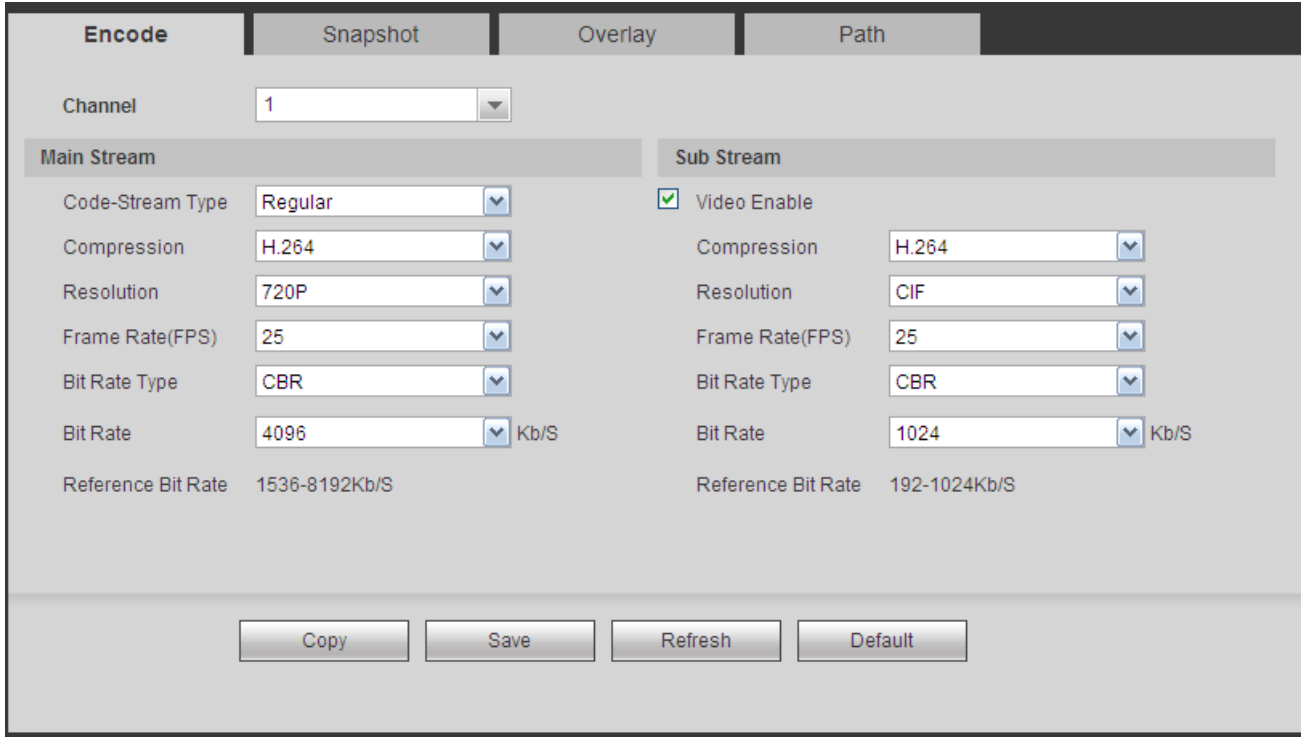 Encode Snapshot Overlay Path
Channel 1
Main Stream Sub Stream
Code-Stream Type Regular Video Enable
Compression H.264 Compression H.264
Resolution 720P Resolution CIF
Frame Rate(FPS) 25 Frame Rate(FPS) 25
Bit Rate Type CBR Bit Rate Type CBR
Bit Rate 4096 Kb/S Bit Rate 1024 Kb/S
Reference Bit Rate 1536-8192Kb/S Reference Bit Rate 192-1024Kb/S
Copy Save Refresh Default